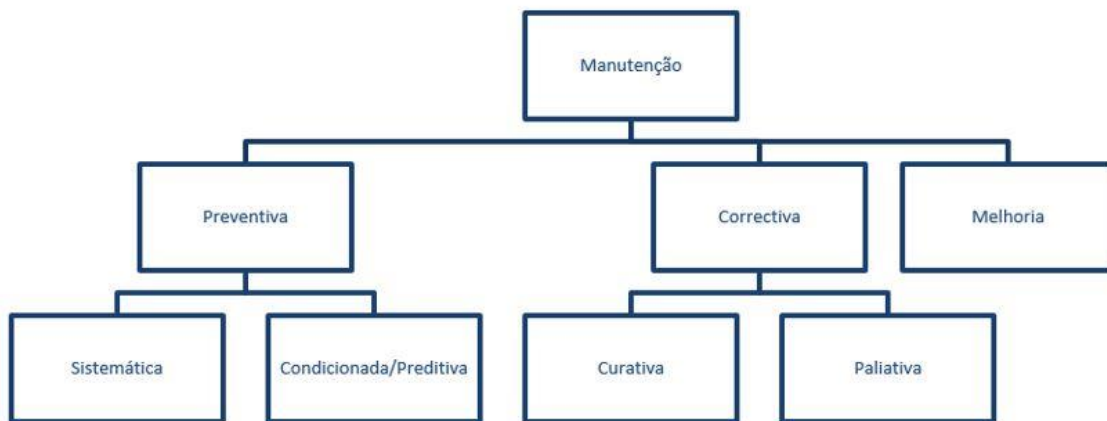 Manutenção
Preventiva
Correctiva
Melhoria
Sistemática
Condicionada/Preditiva
Curativa
Paliativa